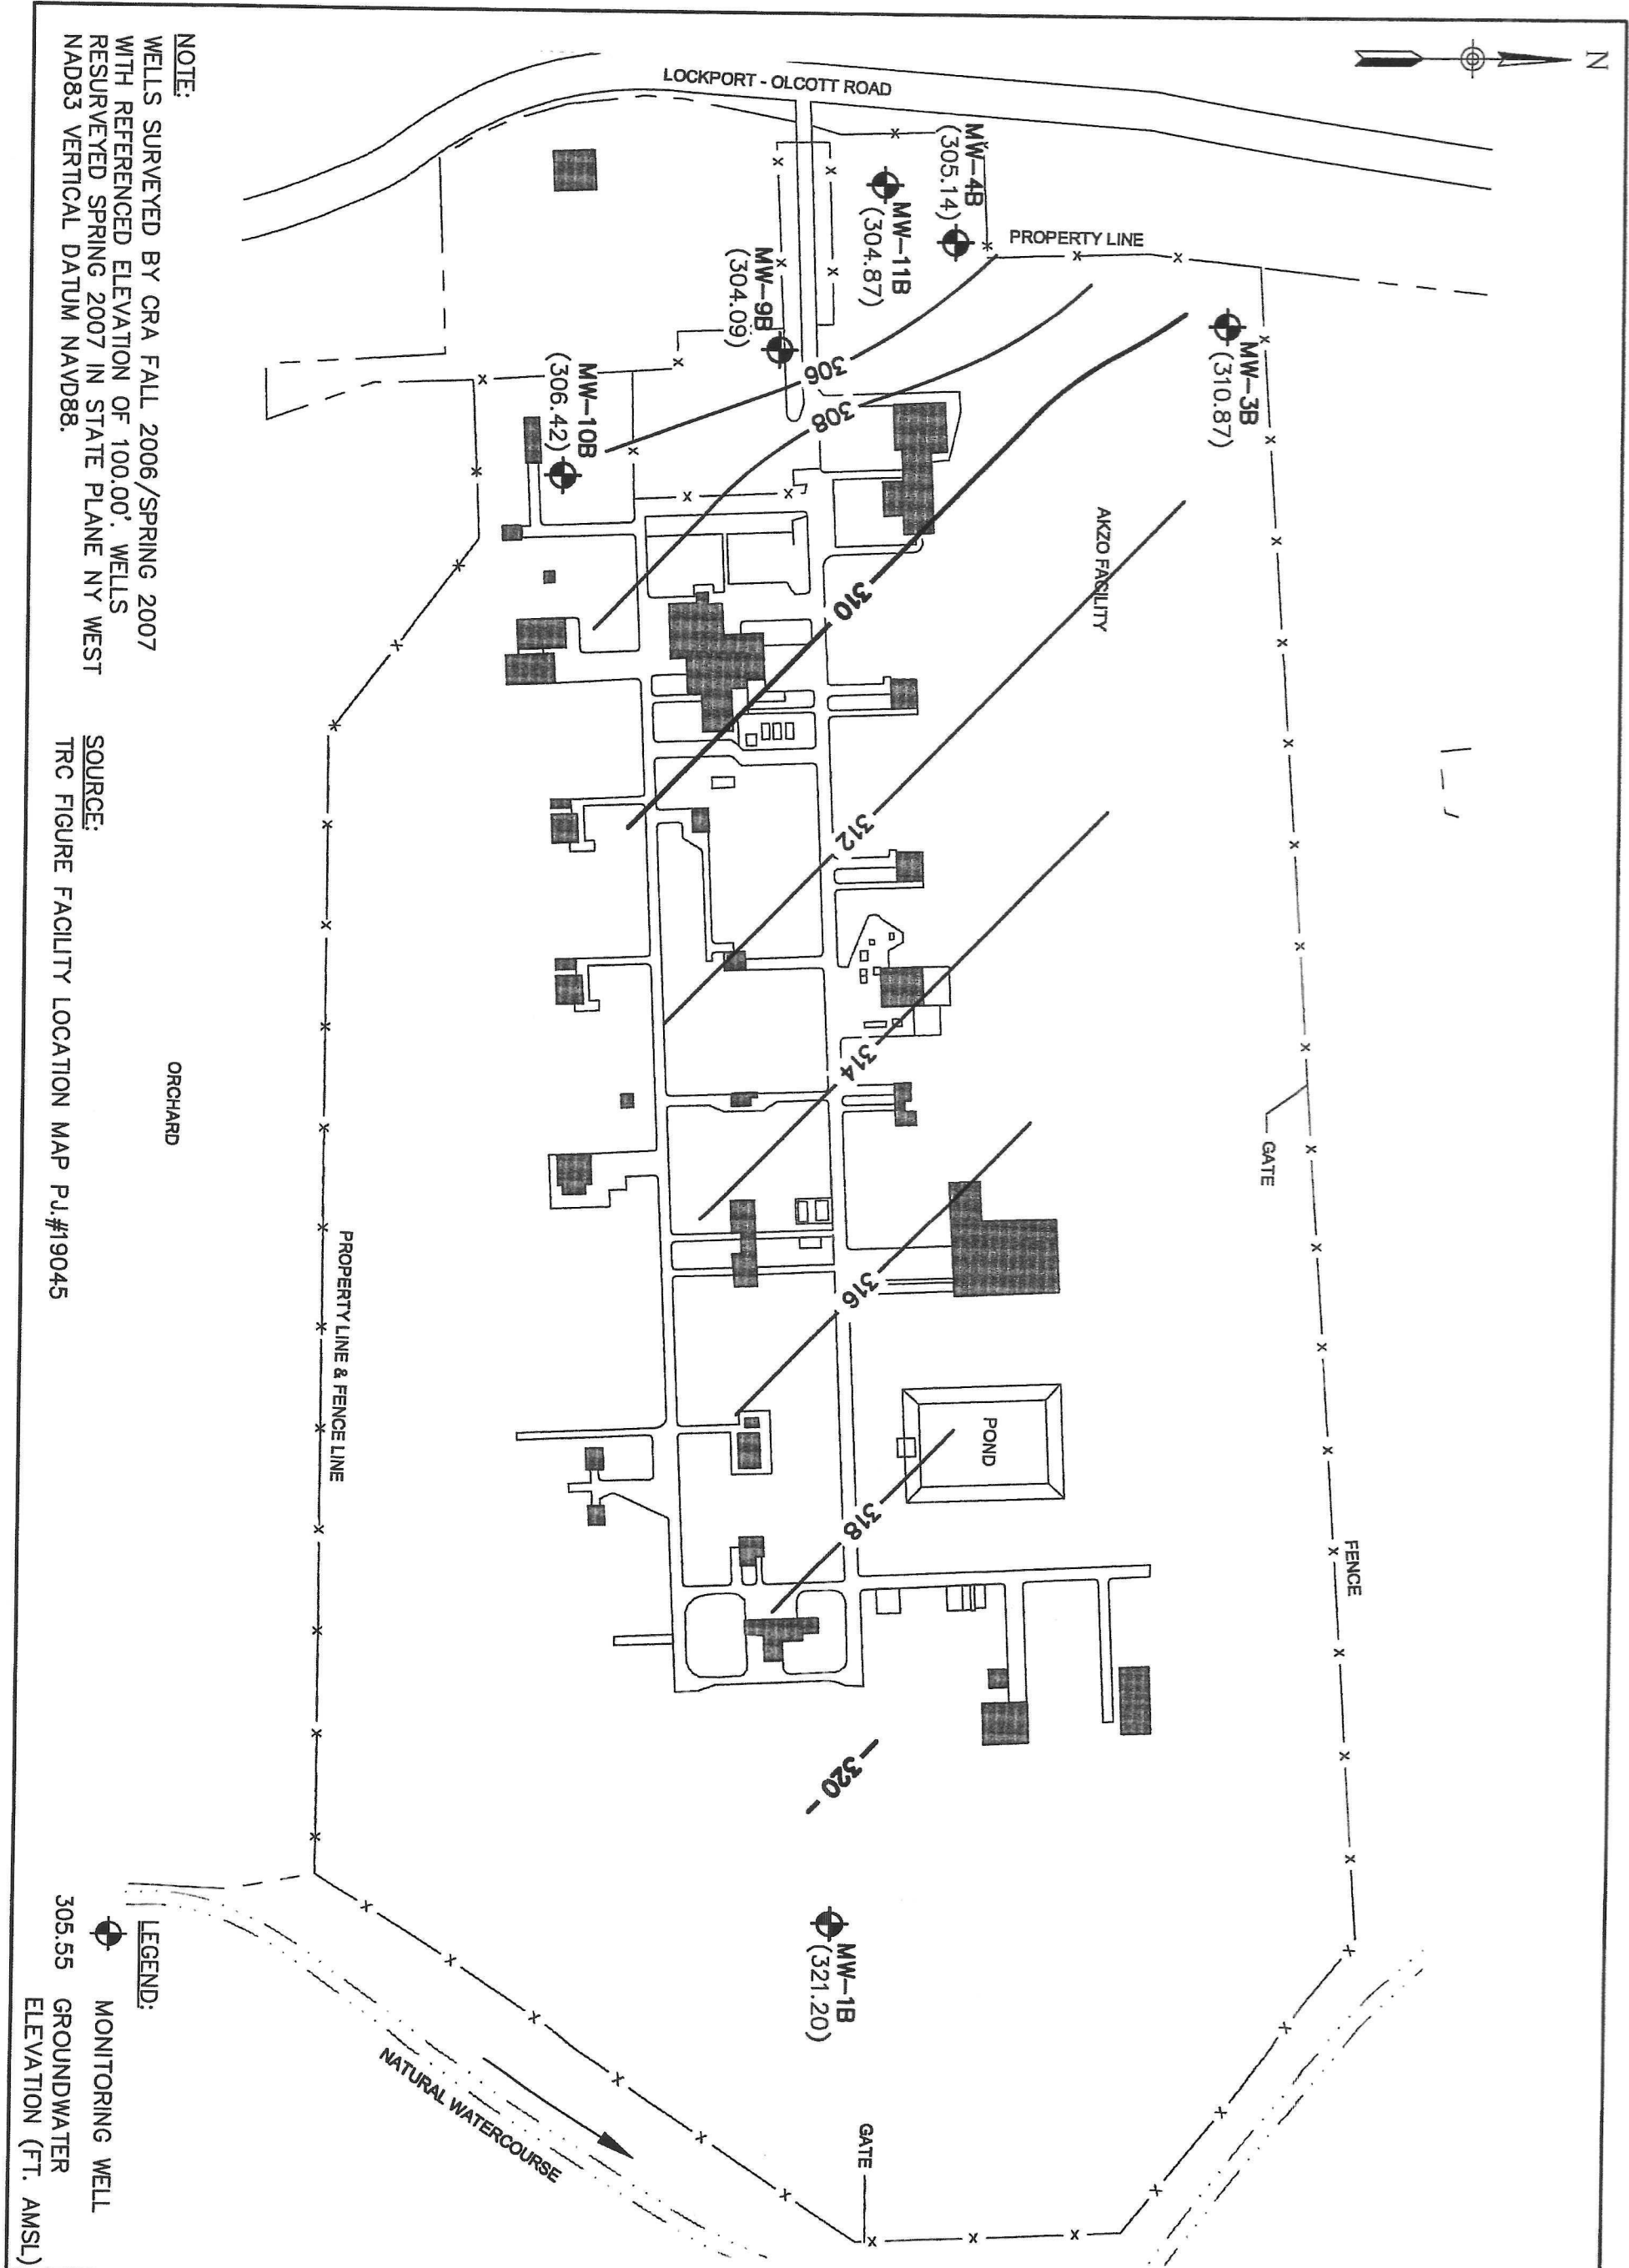 N
LOCKPORT - OLCOTT ROAD
MW-4B
(305.14)
MW-11B
(304.87)
PROPERTY LINE
MW-3B
(310.87)
MW-9B
(304.09)
MW-10B
(306.42)
306
308
310
312
314
316
318
320
AKZO FACILITY
GATE
POND
FENCE
MW-1B
(321.20)
GATE
NATURAL WATERCOURSE
PROPERTY LINE & FENCE LINE
ORCHARD
NOTE:
WELLS SURVEYED BY CRA FALL 2006/SPRING 2007
WITH REFERENCED ELEVATION OF 100.00'. WELLS
RESURVEYED SPRING 2007 IN STATE PLANE NY WEST
NAD83 VERTICAL DATUM NAVD88.
SOURCE:
TRC FIGURE FACILITY LOCATION MAP PJ.#19045
LEGEND:
MONITORING WELL
305.55 GROUNDWATER
ELEVATION (FT. AMSL)